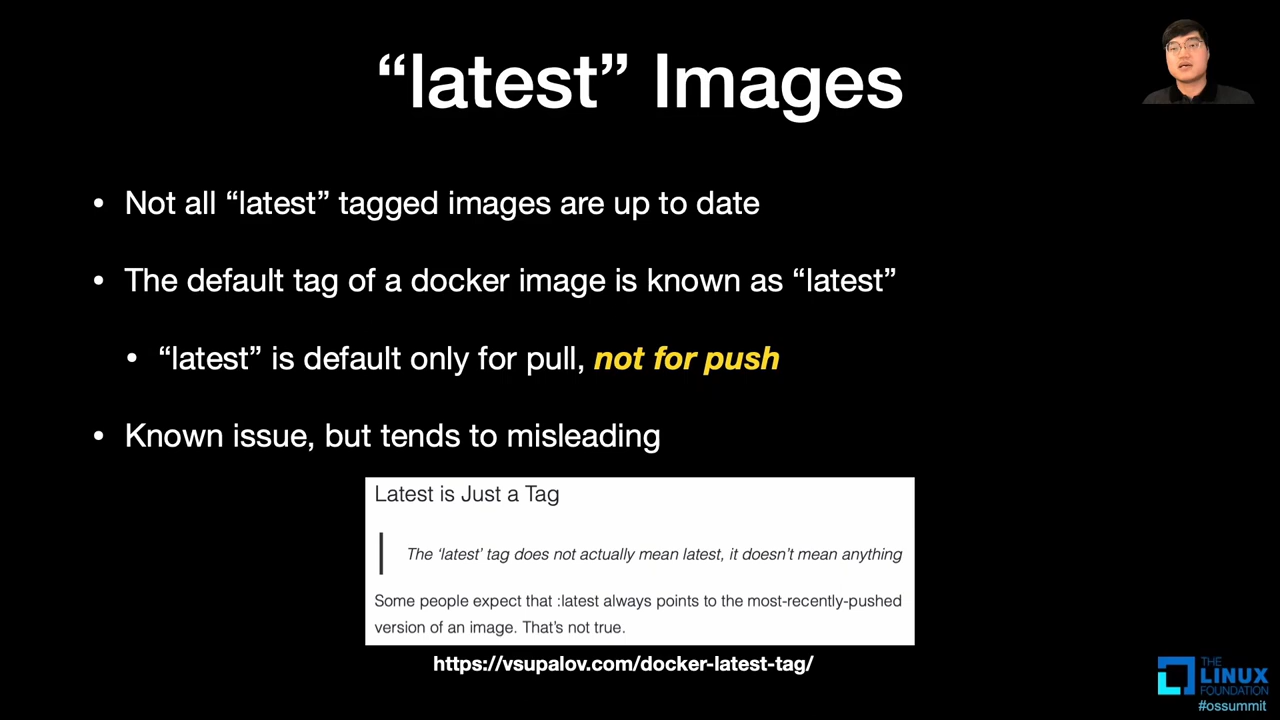 “latest” Images
• Not all “latest” tagged images are up to date
• The default tag of a docker image is known as “latest”
• “latest” is default only for pull, not for push
• Known issue, but tends to misleading
Latest is Just a Tag
The ‘latest’ tag does not actually mean latest, it doesn’t mean anything
Some people expect that :latest always points to the most-recently-pushed
version of an image. That’s not true.
https://vsupalov.com/docker-latest-tag/
THE
LINUX
FOUNDATION
#ossummit